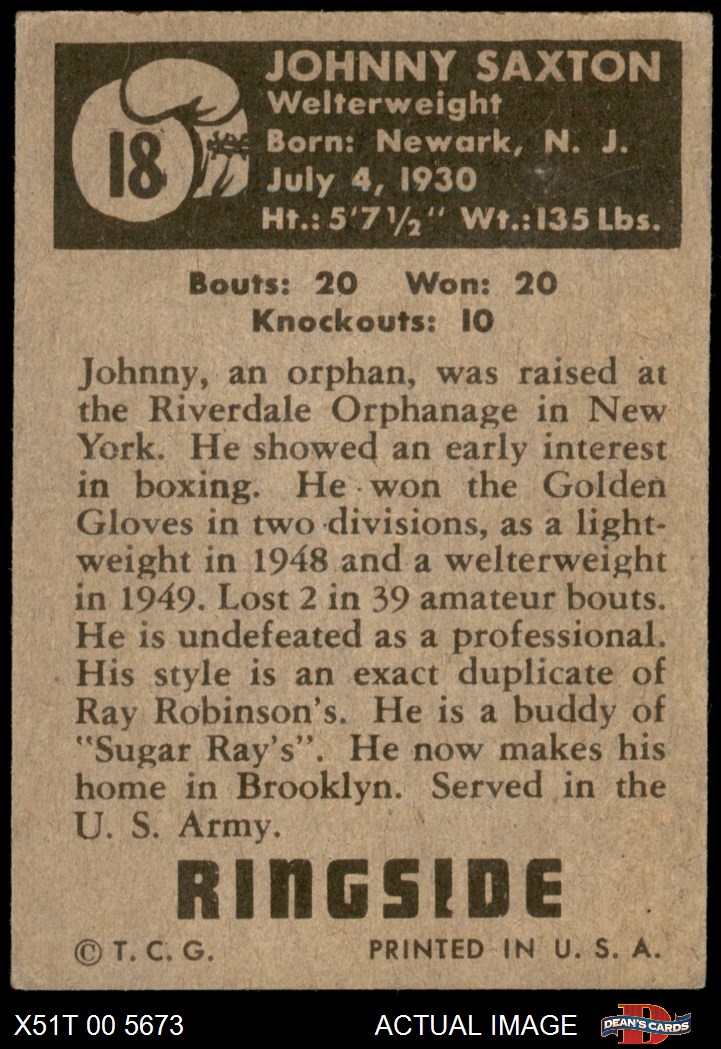 18
JOHNNY SAXTON
Welterweight
Born: Newark, N. J.
July 4, 1930
Ht.: 5'7 1/2" Wt.: 135 Lbs.
Bouts: 20 Won: 20
Knockouts: 10
Johnny, an orphan, was raised at
the Riverdale Orphanage in New
York. He showed an early interest
in boxing. He won the Golden
Gloves in two divisions, as a light-
weight in 1948 and a welterweight
in 1949. Lost 2 in 39 amateur bouts.
He is undefeated as a professional.
His style is an exact duplicate of
Ray Robinson's. He is a buddy of
"Sugar Ray's". He now makes his
home in Brooklyn. Served in the
U. S. Army.
RINGSIDE
© T. C. G. PRINTED IN U. S. A.
X51T 00 5673 ACTUAL IMAGE D DEAN'S CARDS